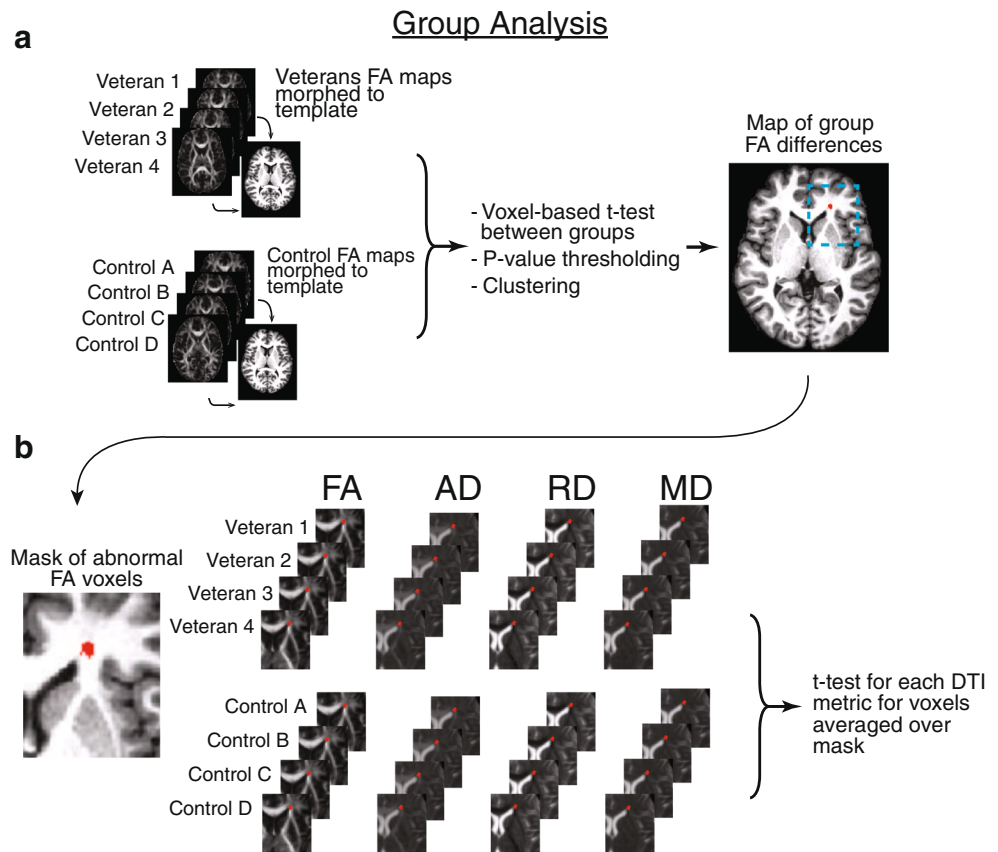 Group Analysis
a
Veteran 1
Veteran 2
Veteran 3
Veteran 4
Veterans FA maps
morphed to
template
Control A
Control B
Control C
Control D
Control FA maps
morphed to
template
- Voxel-based t-test
between groups
- P-value thresholding
- Clustering
Map of group
FA differences
b
Mask of abnormal
FA voxels
FA AD RD MD
Veteran 1
Veteran 2
Veteran 3
Veteran 4
Control A
Control B
Control C
Control D
t-test for each DTI
metric for voxels
averaged over
mask